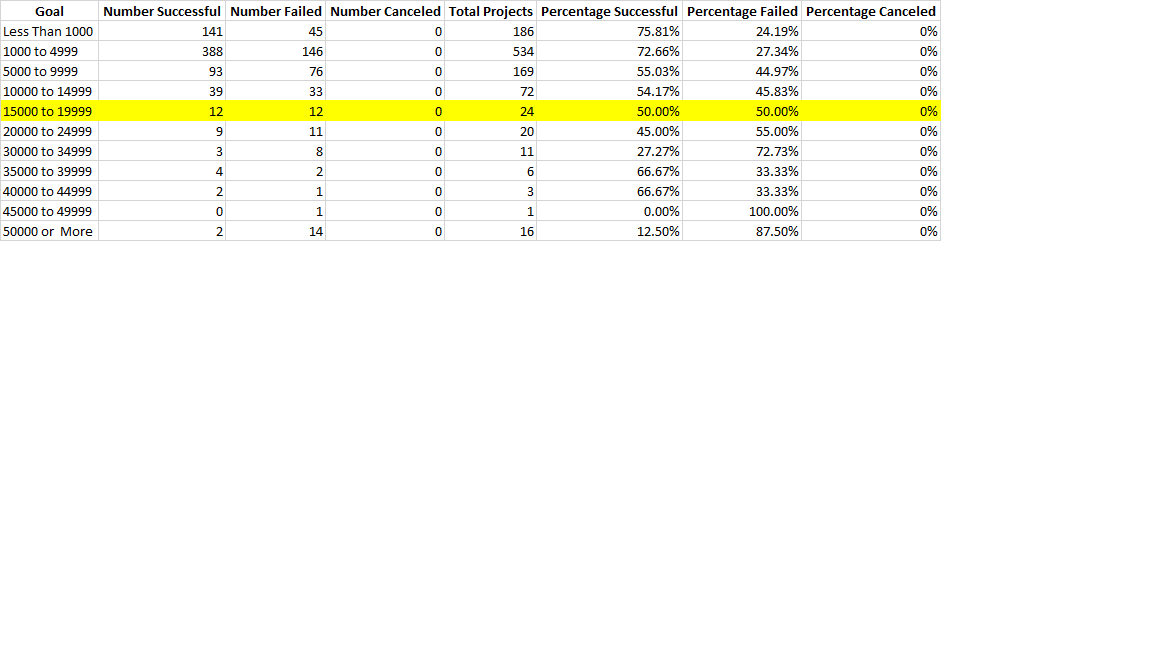 Goal Number Successful Number Failed Number Canceled Total Projects Percentage Successful Percentage Failed Percentage Canceled
Less Than 1000 141 45 0 186 75.81% 24.19% 0%
1000 to 4999 388 146 0 534 72.66% 27.34% 0%
5000 to 9999 93 76 0 169 55.03% 44.97% 0%
10000 to 14999 39 33 0 72 54.17% 45.83% 0%
15000 to 19999 12 12 0 24 50.00% 50.00% 0%
20000 to 24999 9 11 0 20 45.00% 55.00% 0%
30000 to 34999 3 8 0 11 27.27% 72.73% 0%
35000 to 39999 4 2 0 6 66.67% 33.33% 0%
40000 to 44999 2 1 0 3 66.67% 33.33% 0%
45000 to 49999 0 1 0 1 0.00% 100.00% 0%
50000 or  More 2 14 0 16 12.50% 87.50% 0%